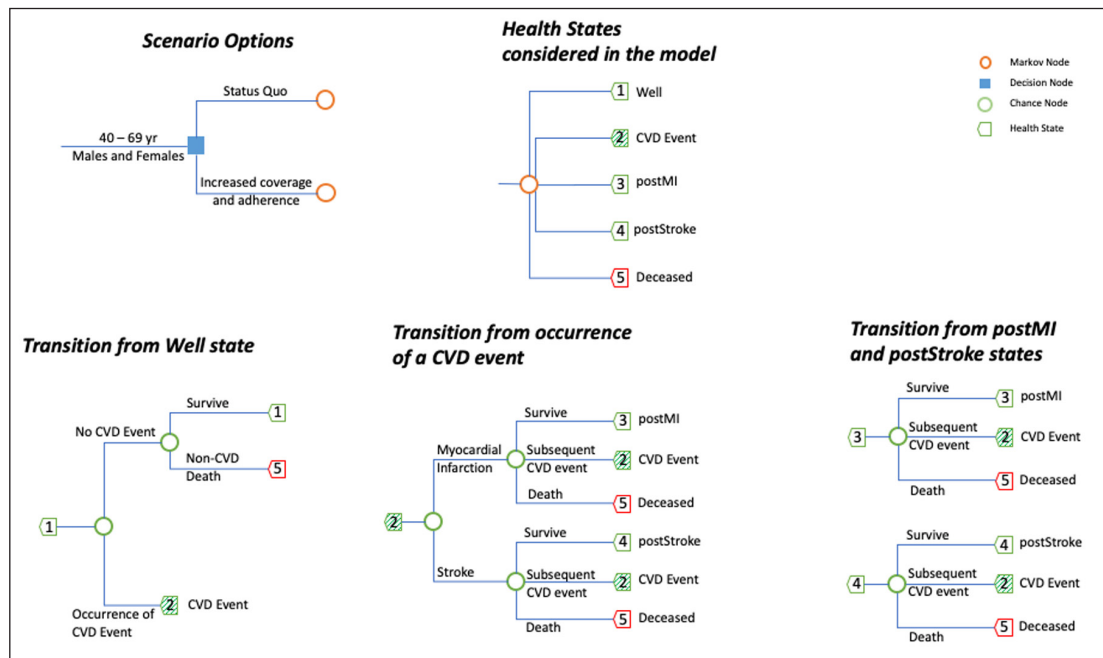 Scenario Options
Status Quo
40 – 69 yr
Males and Females
Increased coverage
and adherence
Health States
considered in the model
1 Well
2 CVD Event
3 postMI
4 postStroke
5 Deceased
Markov Node
Decision Node
Chance Node
Health State
Transition from Well state
Survive
1
No CVD Event
Non-CVD
Death
5
1
2 CVD Event
Occurrence of
CVD Event
Transition from occurrence
of a CVD event
Survive
3 postMI
Myocardial
Infarction
Subsequent
CVD event
2 CVD Event
Death
5 Deceased
2
Survive
4 postStroke
Stroke
Subsequent
CVD event
2 CVD Event
Death
5 Deceased
Transition from postMI
and postStroke states
Survive
3 postMI
3
Subsequent
CVD event
2 CVD Event
Death
5 Deceased
Survive
4 postStroke
4
Subsequent
CVD event
2 CVD Event
Death
5 Deceased